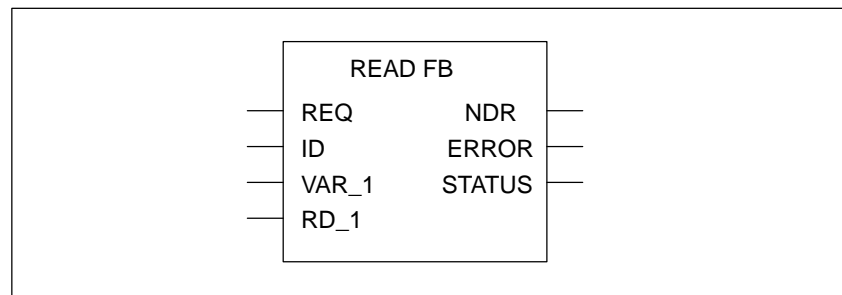 READ FB
REQ NDR
ID ERROR
VAR_1 STATUS
RD_1